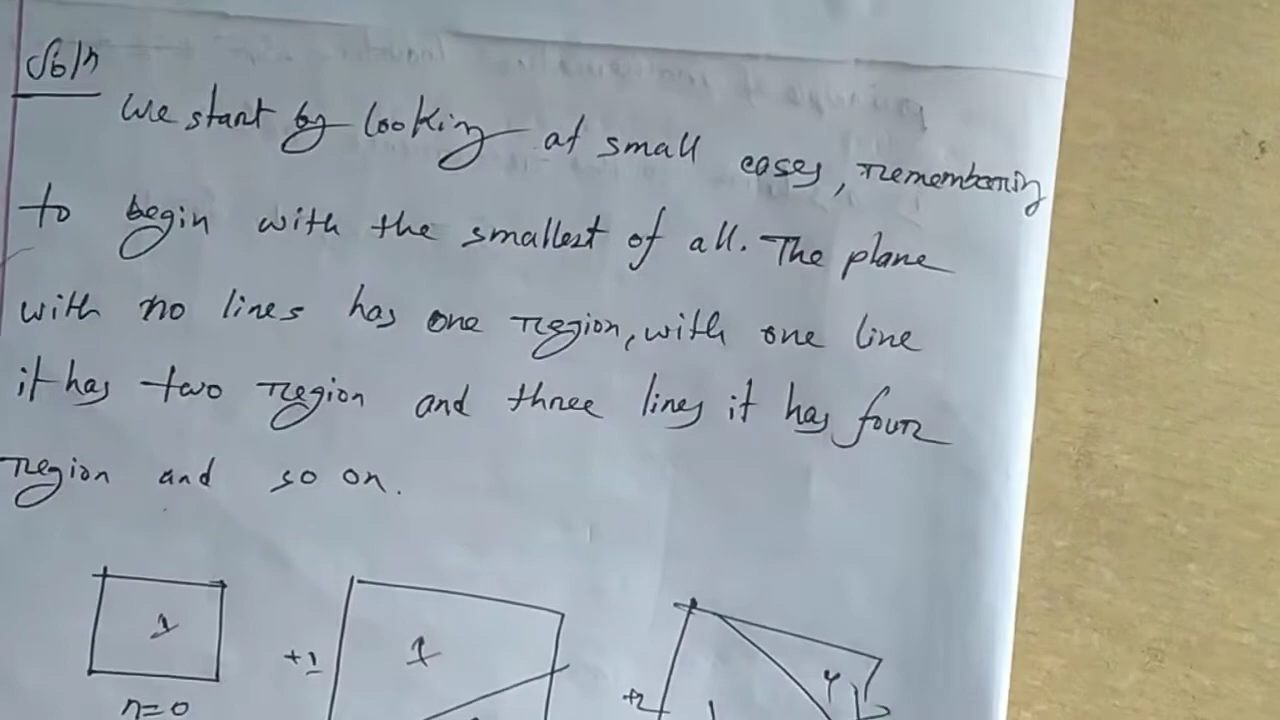 Soln
We start by looking at small cases, remembering
to begin with the smallest of all. The plane
with no lines has one region, with one line
it has two region and three lines it has four
region and so on.
1
+1
1
+2
4
n=0